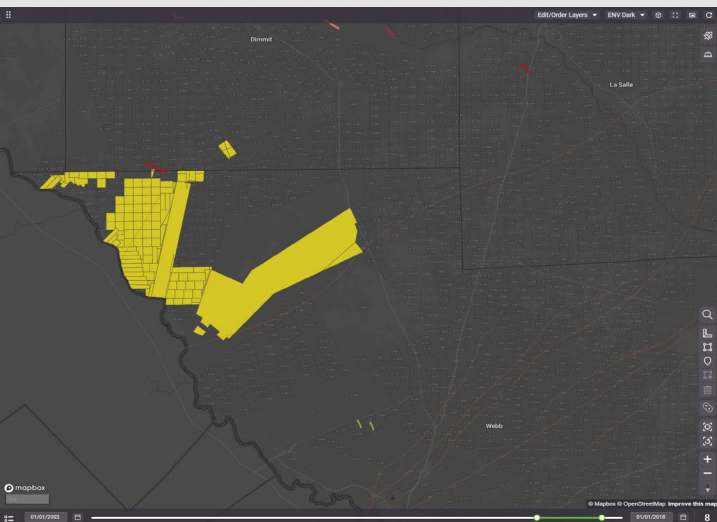 Edit/Order Layers
ENV Dark
Dimmit
La Salle
Webb
mapbox
© Mapbox © OpenStreetMap Improve this map
01/01/2003
01/01/2018
8